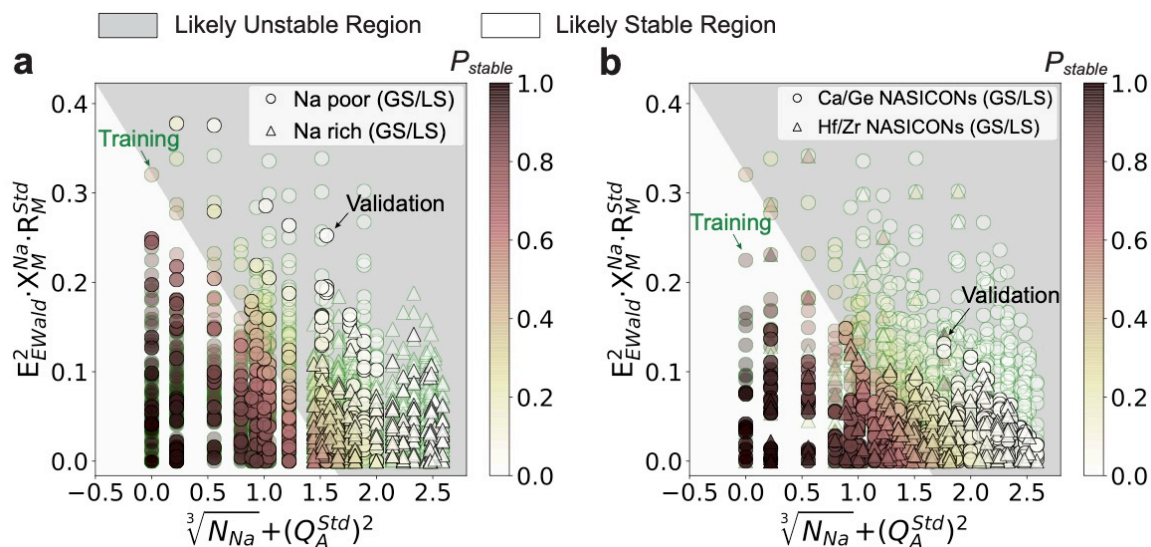 Likely Unstable Region Likely Stable Region
a
P_stable
Na poor (GS/LS)
Na rich (GS/LS)
Training
Validation
0.4
0.3
0.2
0.1
0.0
−0.5 0.0 0.5 1.0 1.5 2.0 2.5
E²_EWald·X_M^Na·R_M^Std
∛N_Na+(Q_A^Std)²
1.0
0.8
0.6
0.4
0.2
0.0
b
P_stable
Ca/Ge NASICONs (GS/LS)
Hf/Zr NASICONs (GS/LS)
Training
Validation
0.4
0.3
0.2
0.1
0.0
−0.5 0.0 0.5 1.0 1.5 2.0 2.5
E²_EWald·X_M^Na·R_M^Std
∛N_Na+(Q_A^Std)²
1.0
0.8
0.6
0.4
0.2
0.0